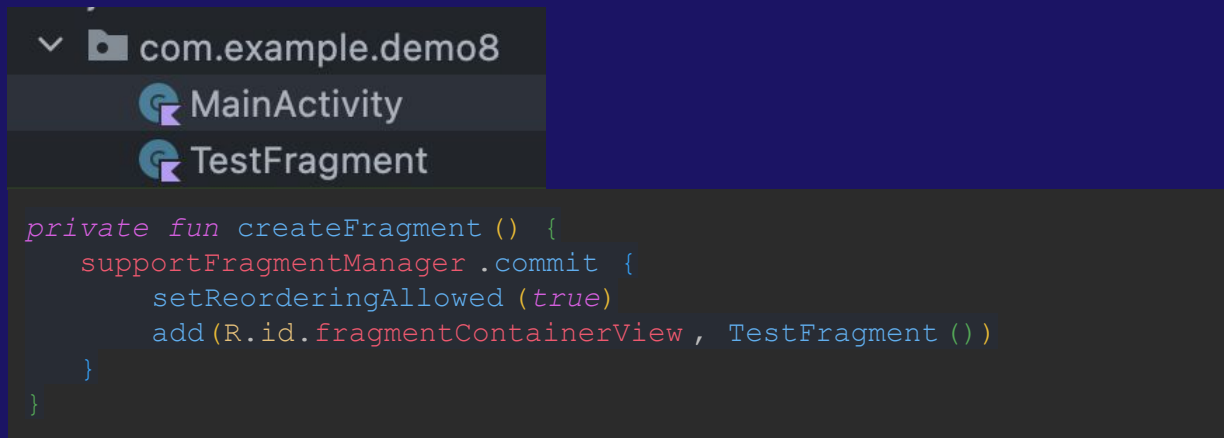 com.example.demo8
MainActivity
TestFragment
private fun createFragment() {
supportFragmentManager.commit {
setReorderingAllowed(true)
add(R.id.fragmentContainerView, TestFragment())
}
}